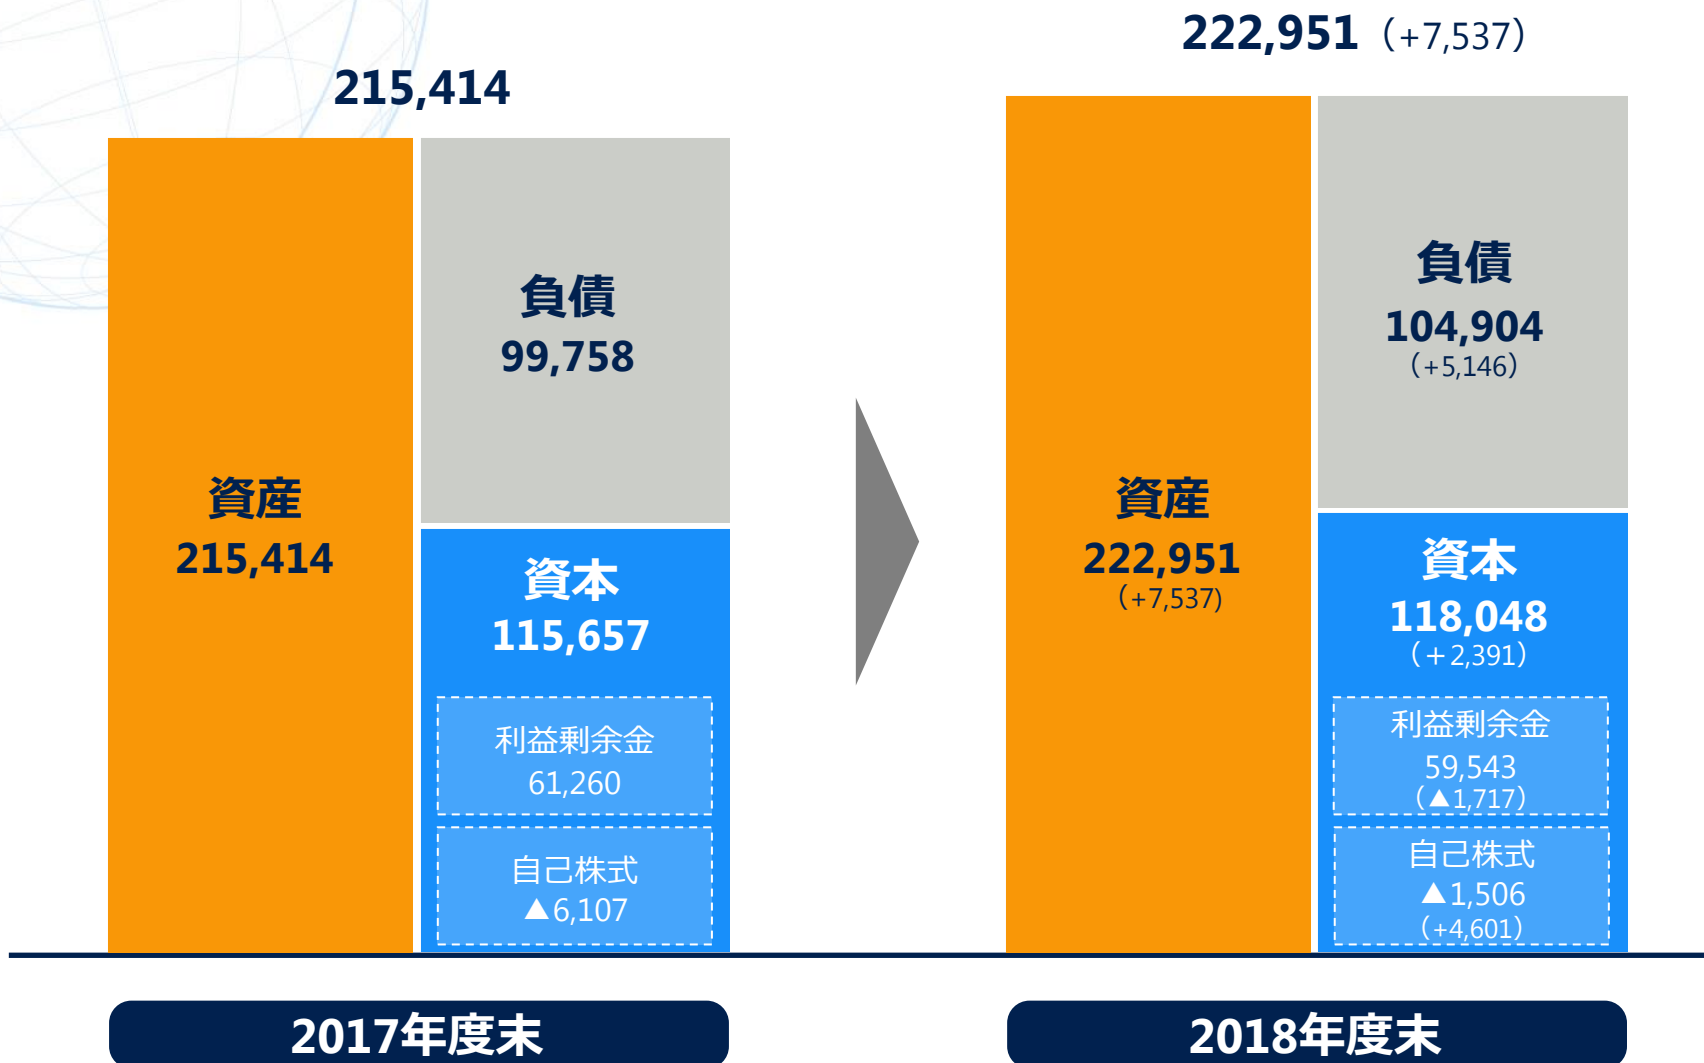 215,414
資産
215,414
負債
99,758
資本
115,657
利益剰余金
61,260
自己株式
▲6,107
2017年度末
222,951（+7,537）
資産
222,951
（+7,537)
負債
104,904
（+5,146）
資本
118,048
（＋2,391）
利益剰余金
59,543
（▲1,717）
自己株式
▲1,506
（+4,601）
2018年度末